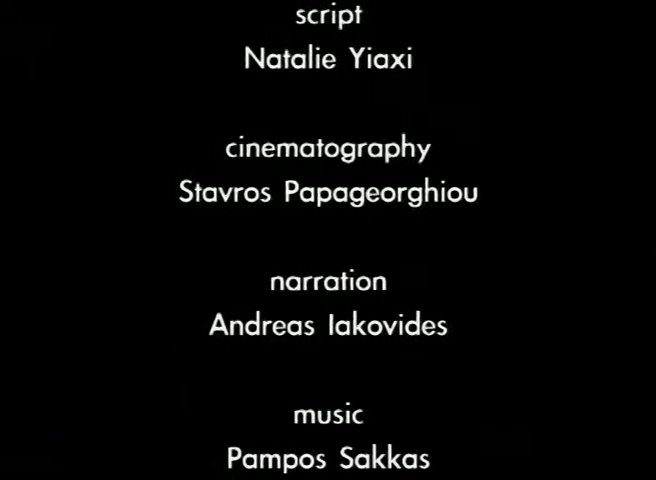 script
Natalie Yiaxi
cinematography
Stavros Papageorghiou
narration
Andreas Iakovides
music
Pampos Sakkas